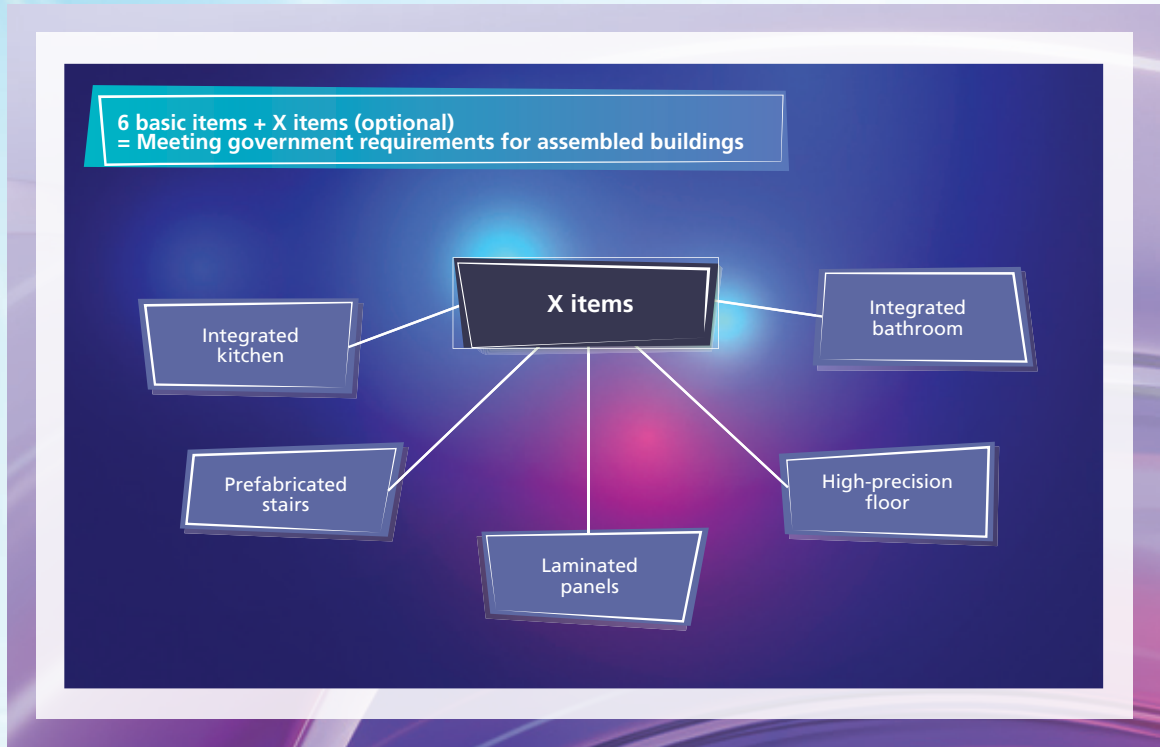 6 basic items + X items (optional)
= Meeting government requirements for assembled buildings
X items
Integrated
kitchen
Integrated
bathroom
Prefabricated
stairs
High-precision
floor
Laminated
panels